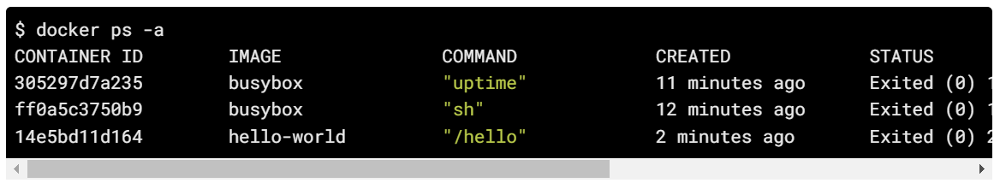 $ docker ps -a
CONTAINER ID IMAGE COMMAND CREATED STATUS
305297d7a235 busybox "uptime" 11 minutes ago Exited (0) 1
ff0a5c3750b9 busybox "sh" 12 minutes ago Exited (0) 1
14e5bd11d164 hello-world "/hello" 2 minutes ago Exited (0) 2